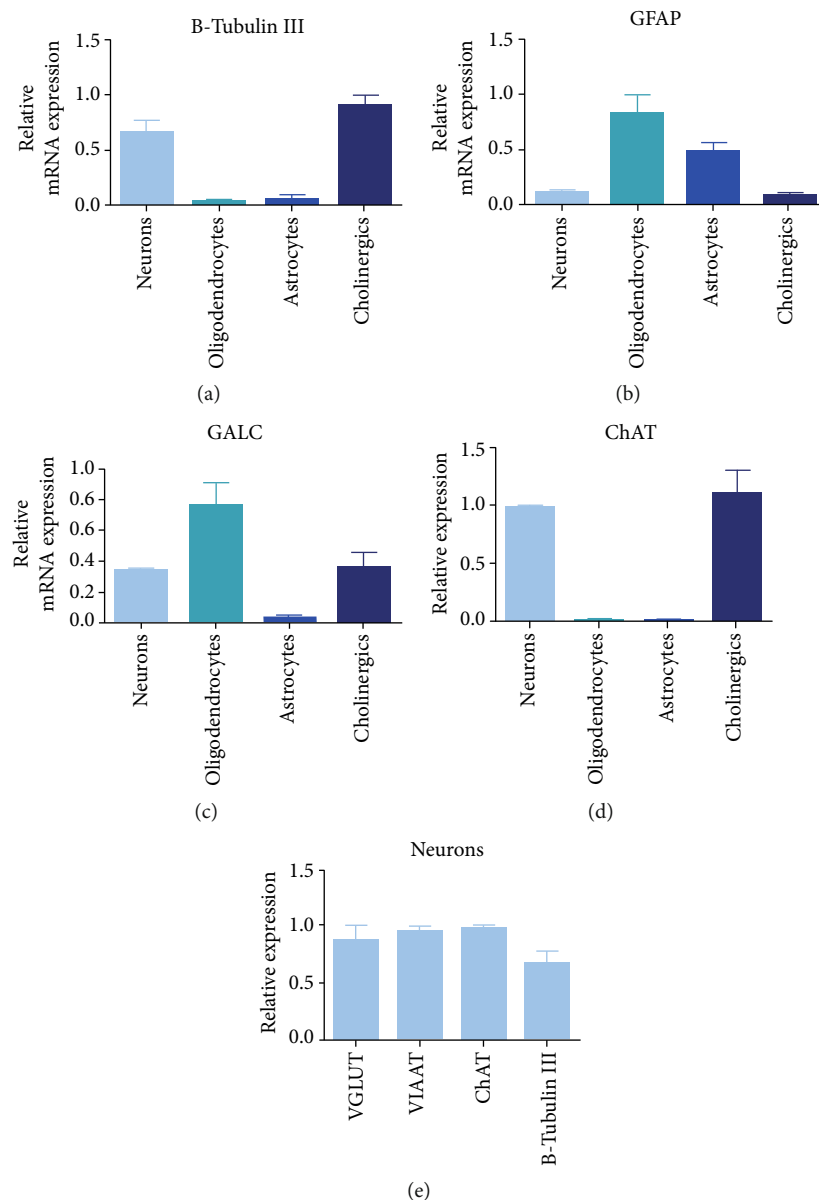 B-Tubulin III
Relative
mRNA expression
1.5
1.0
0.5
0.0
Neurons
Oligodendrocytes
Astrocytes
Cholinergics
(a)
GFAP
Relative
mRNA expression
1.5
1.0
0.5
0.0
Neurons
Oligodendrocytes
Astrocytes
Cholinergics
(b)
GALC
Relative
mRNA expression
1.0
0.6
0.4
0.2
0.0
Neurons
Oligodendrocytes
Astrocytes
Cholinergics
(c)
ChAT
Relative expression
1.5
1.0
0.5
0.0
Neurons
Oligodendrocytes
Astrocytes
Cholinergics
(d)
Neurons
Relative expression
1.5
1.0
0.5
0.0
VGLUT
VIAAT
ChAT
B-Tubulin III
(e)